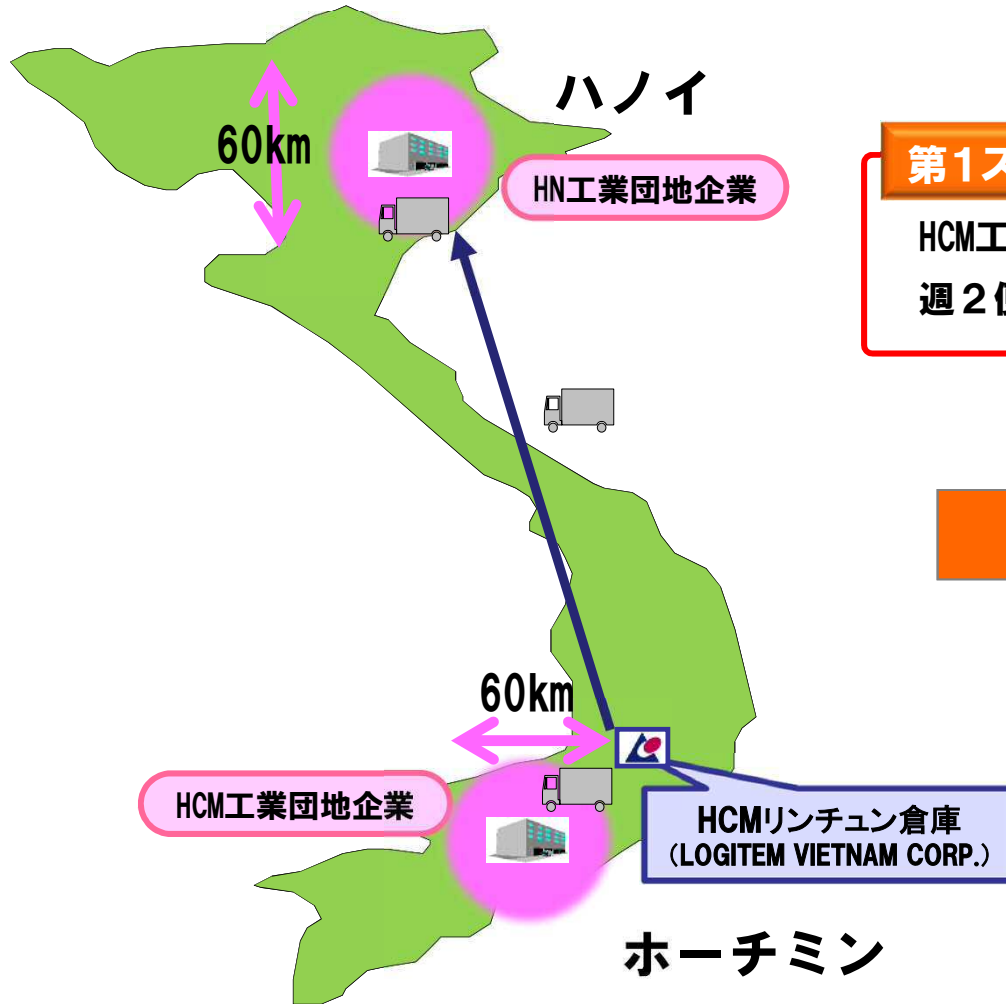 ハノイ
60km
HN工業団地企業
第1ス
HCM工
週2
60km
HCM工業団地企業
HCMリンチュン倉庫
(LOGITEM VIETNAM CORP.)
ホーチミン